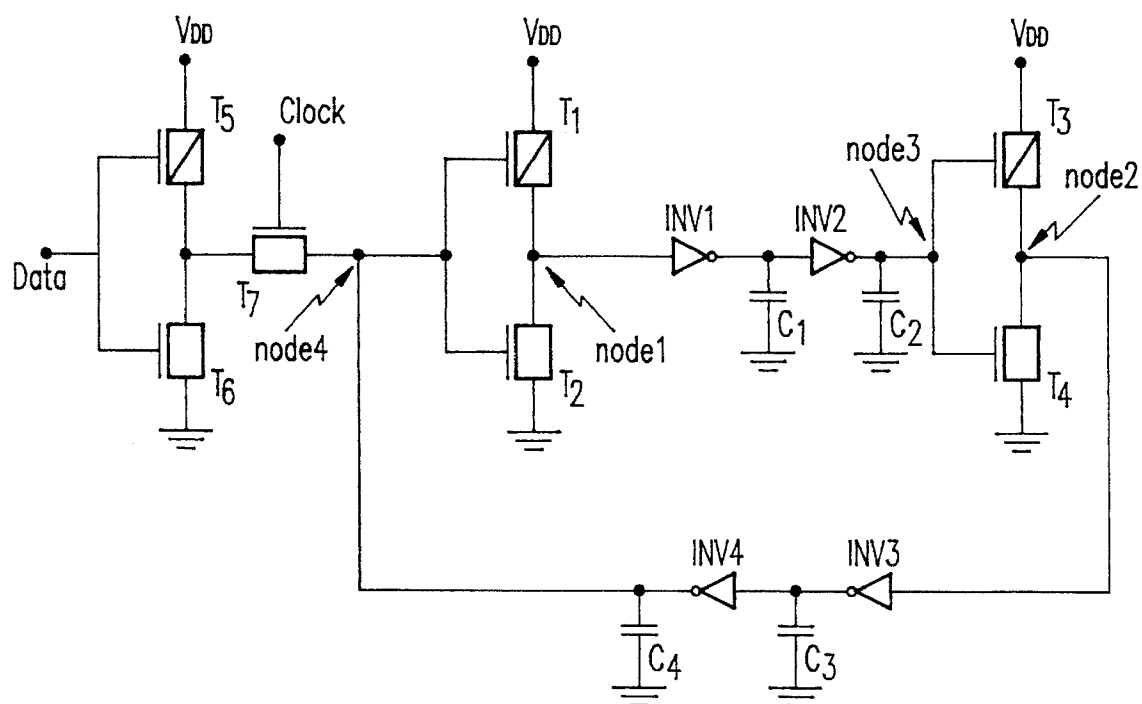 VDD
VDD
VDD
T5
Clock
T1
T3
node3
node2
INV1
INV2
Data
T7
node4
node1
C1
C2
T6
T2
T4
INV4
INV3
C4
C3